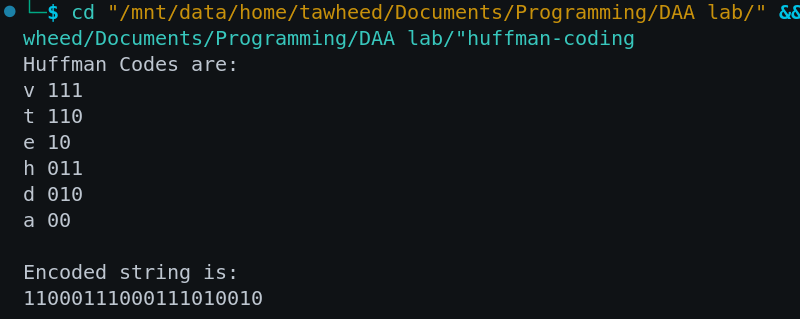 └─$ cd "/mnt/data/home/tawheed/Documents/Programming/DAA lab/" &&
wheed/Documents/Programming/DAA lab/"huffman-coding
Huffman Codes are:
v 111
t 110
e 10
h 011
d 010
a 00
Encoded string is:
11000111000111010010